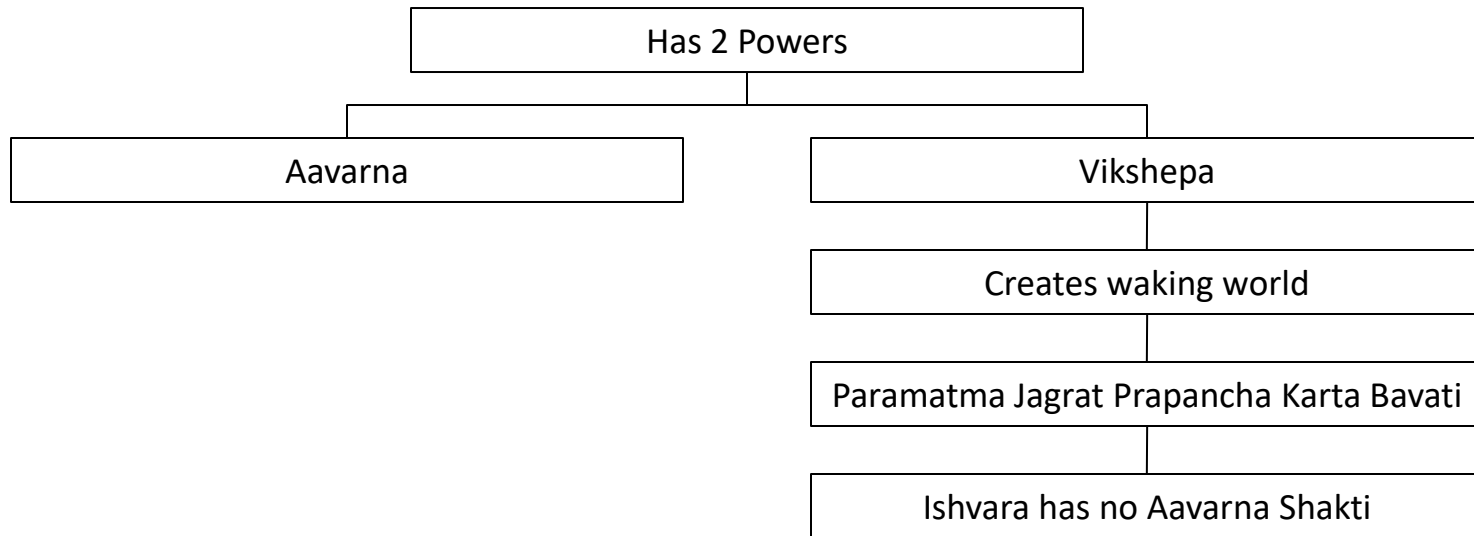 Has 2 Powers
Aavarna
Vikshepa
Creates waking world
Paramatma Jagrat Prapancha Karta Bavati
Ishvara has no Aavarna Shakti